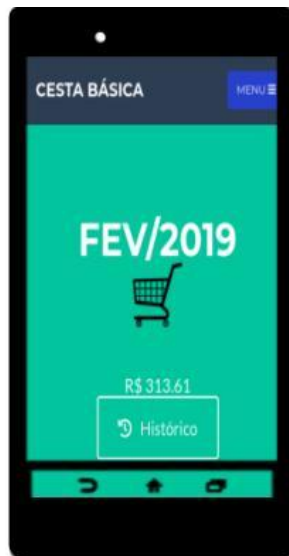 CESTA BÁSICA
MENU
FEV/2019
R$ 313.61
Histórico